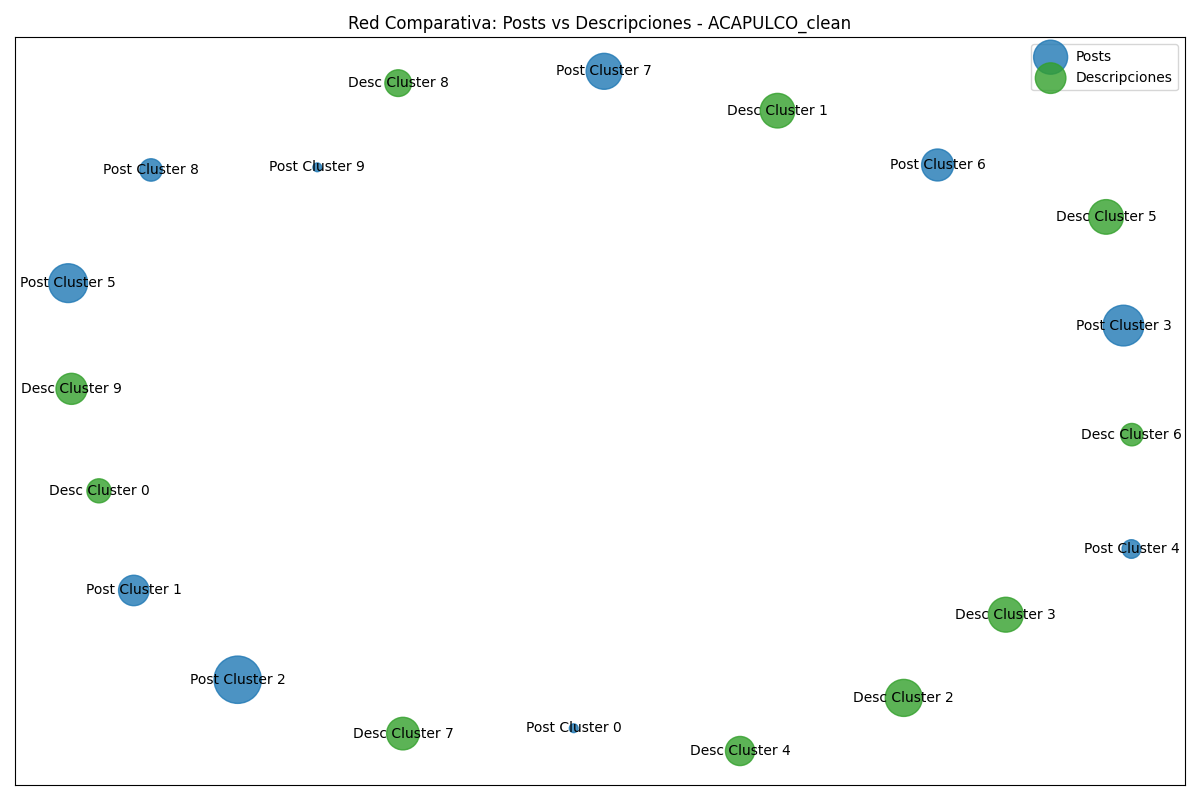 Red Comparativa: Posts vs Descripciones - ACAPULCO_clean
Posts
Descripciones
Post Cluster 7
Desc Cluster 8
Desc Cluster 1
Post Cluster 6
Post Cluster 9
Post Cluster 8
Desc Cluster 5
Post Cluster 5
Post Cluster 3
Desc Cluster 9
Desc Cluster 6
Desc Cluster 0
Post Cluster 4
Post Cluster 1
Desc Cluster 3
Post Cluster 2
Desc Cluster 2
Post Cluster 0
Desc Cluster 7
Desc Cluster 4